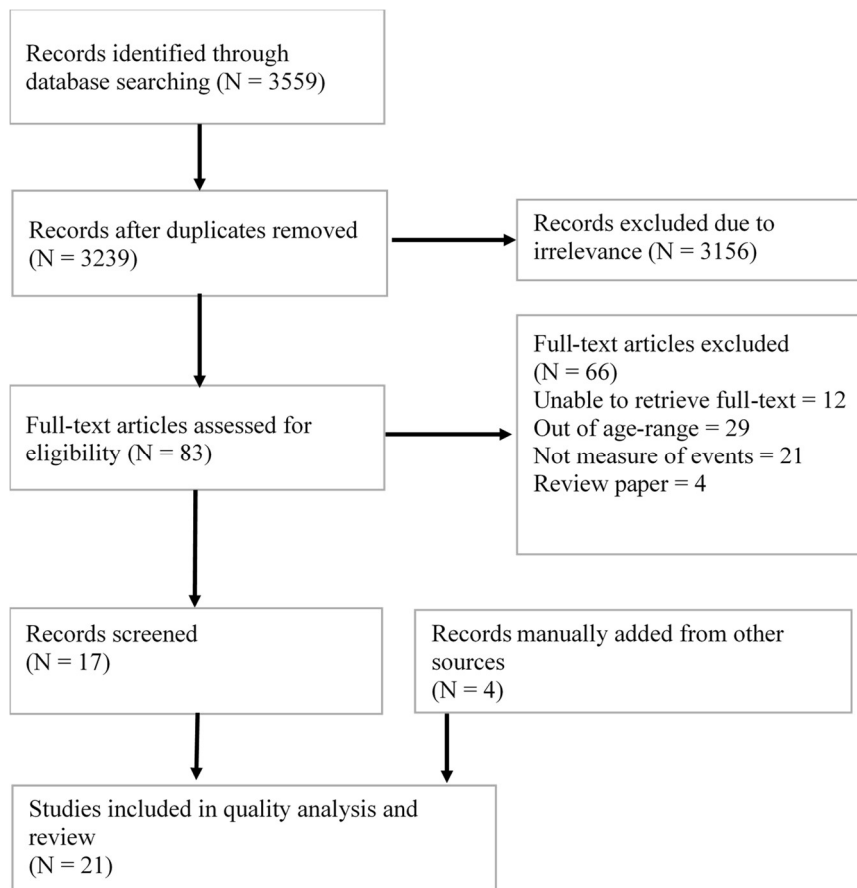 Records identified through
database searching (N = 3559)
Records after duplicates removed
(N = 3239)
Records excluded due to
irrelevance (N = 3156)
Full-text articles assessed for
eligibility (N = 83)
Full-text articles excluded
(N = 66)
Unable to retrieve full-text = 12
Out of age-range = 29
Not measure of events = 21
Review paper = 4
Records screened
(N = 17)
Records manually added from other
sources
(N = 4)
Studies included in quality analysis and
review
(N = 21)